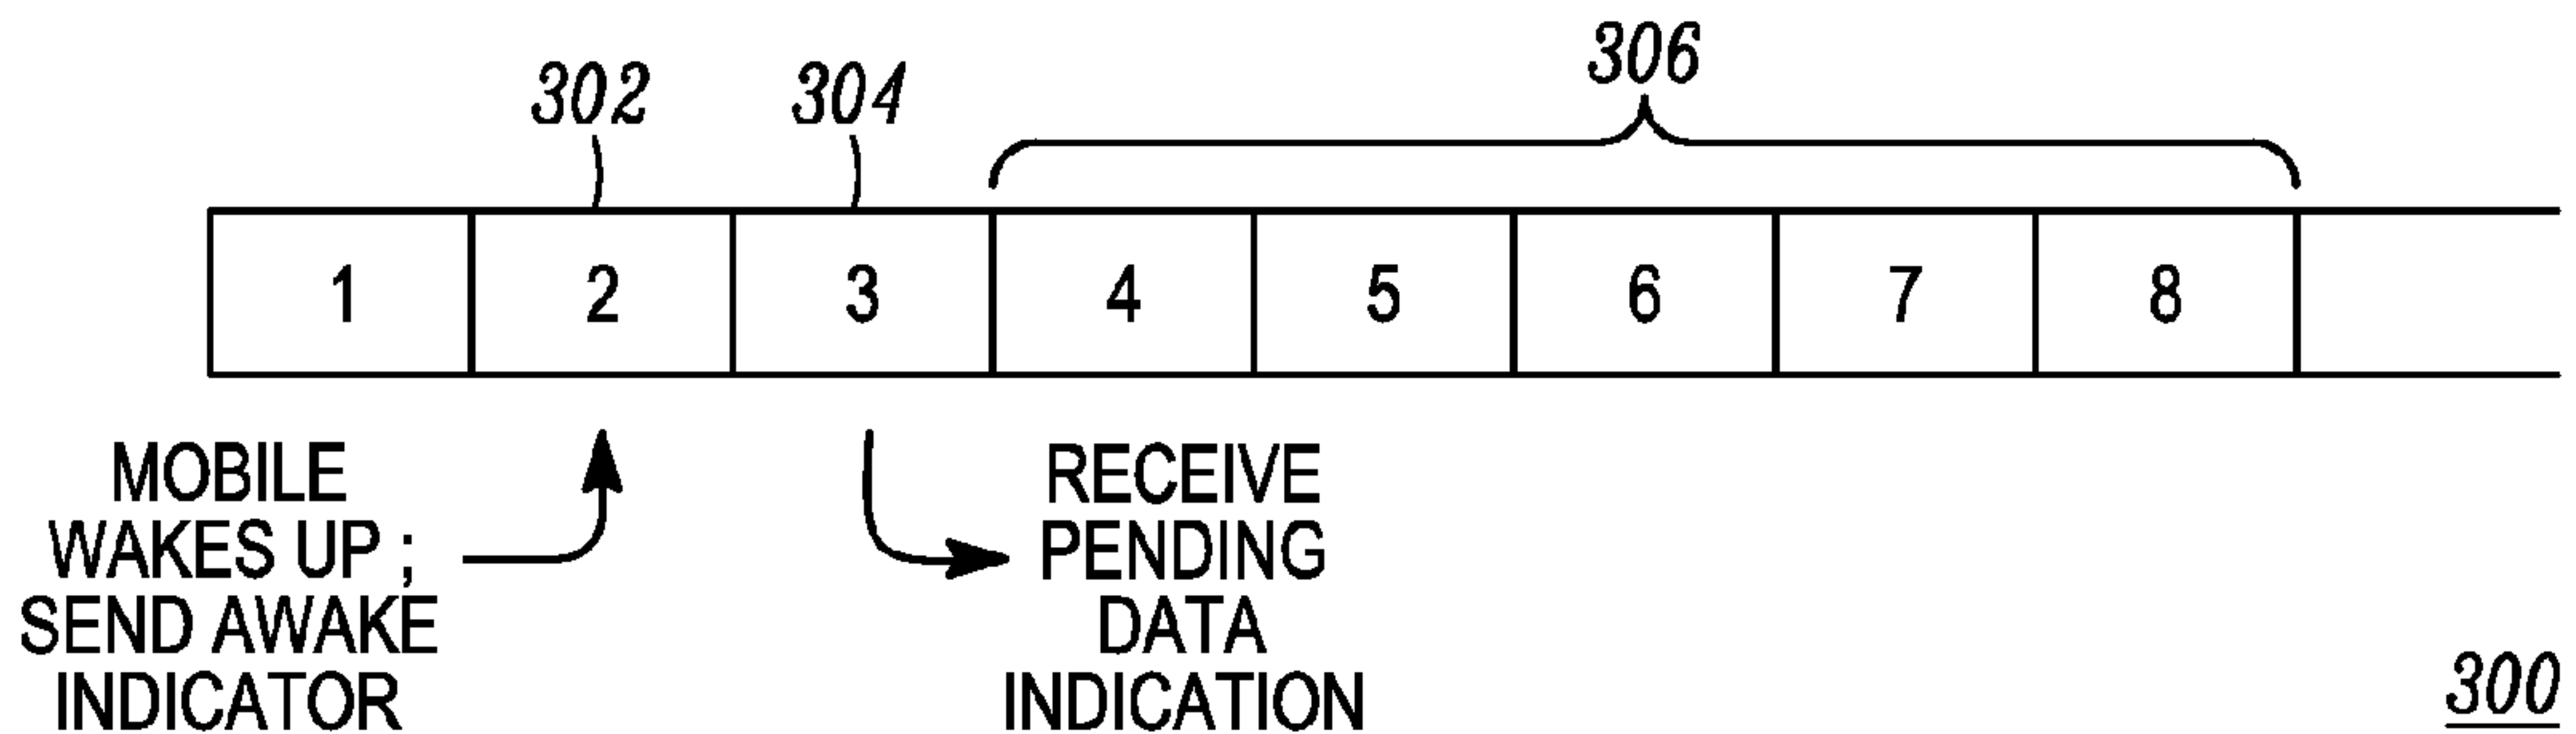 306
302 304
1 2 3 4 5 6 7 8
MOBILE
WAKES UP ;
SEND AWAKE
INDICATOR
RECEIVE
PENDING
DATA
INDICATION
300